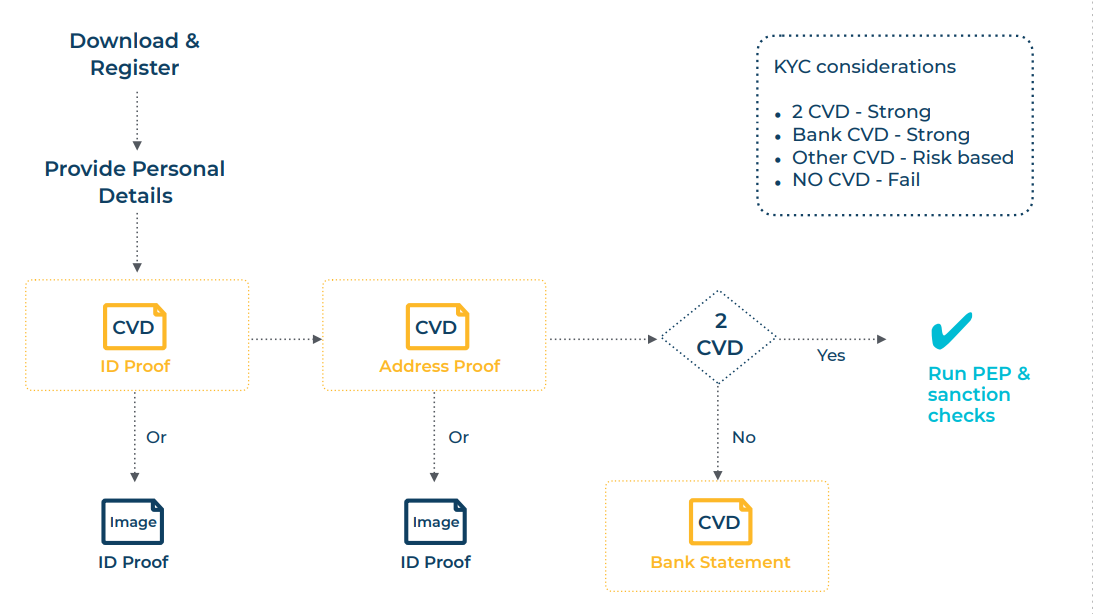 Download &
Register
Provide Personal
Details
KYC considerations
• 2 CVD - Strong
• Bank CVD - Strong
• Other CVD - Risk based
• NO CVD - Fail
CVD
ID Proof
CVD
Address Proof
2
CVD
Yes
Run PEP &
sanction
checks
Or
Or
No
Image
ID Proof
Image
ID Proof
CVD
Bank Statement